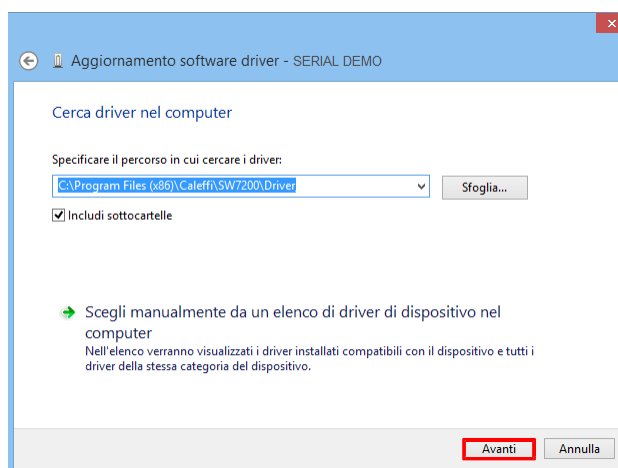 Aggiornamento software driver - SERIAL DEMO
Cerca driver nel computer
Specificare il percorso in cui cercare i driver:
C:\Program Files (x86)\Caleffi\SW7200\Driver
Sfoglia...
Includi sottocartelle
Scegli manualmente da un elenco di driver di dispositivo nel
computer
Nell'elenco verranno visualizzati i driver installati compatibili con il dispositivo e tutti i
driver della stessa categoria del dispositivo.
Avanti
Annulla